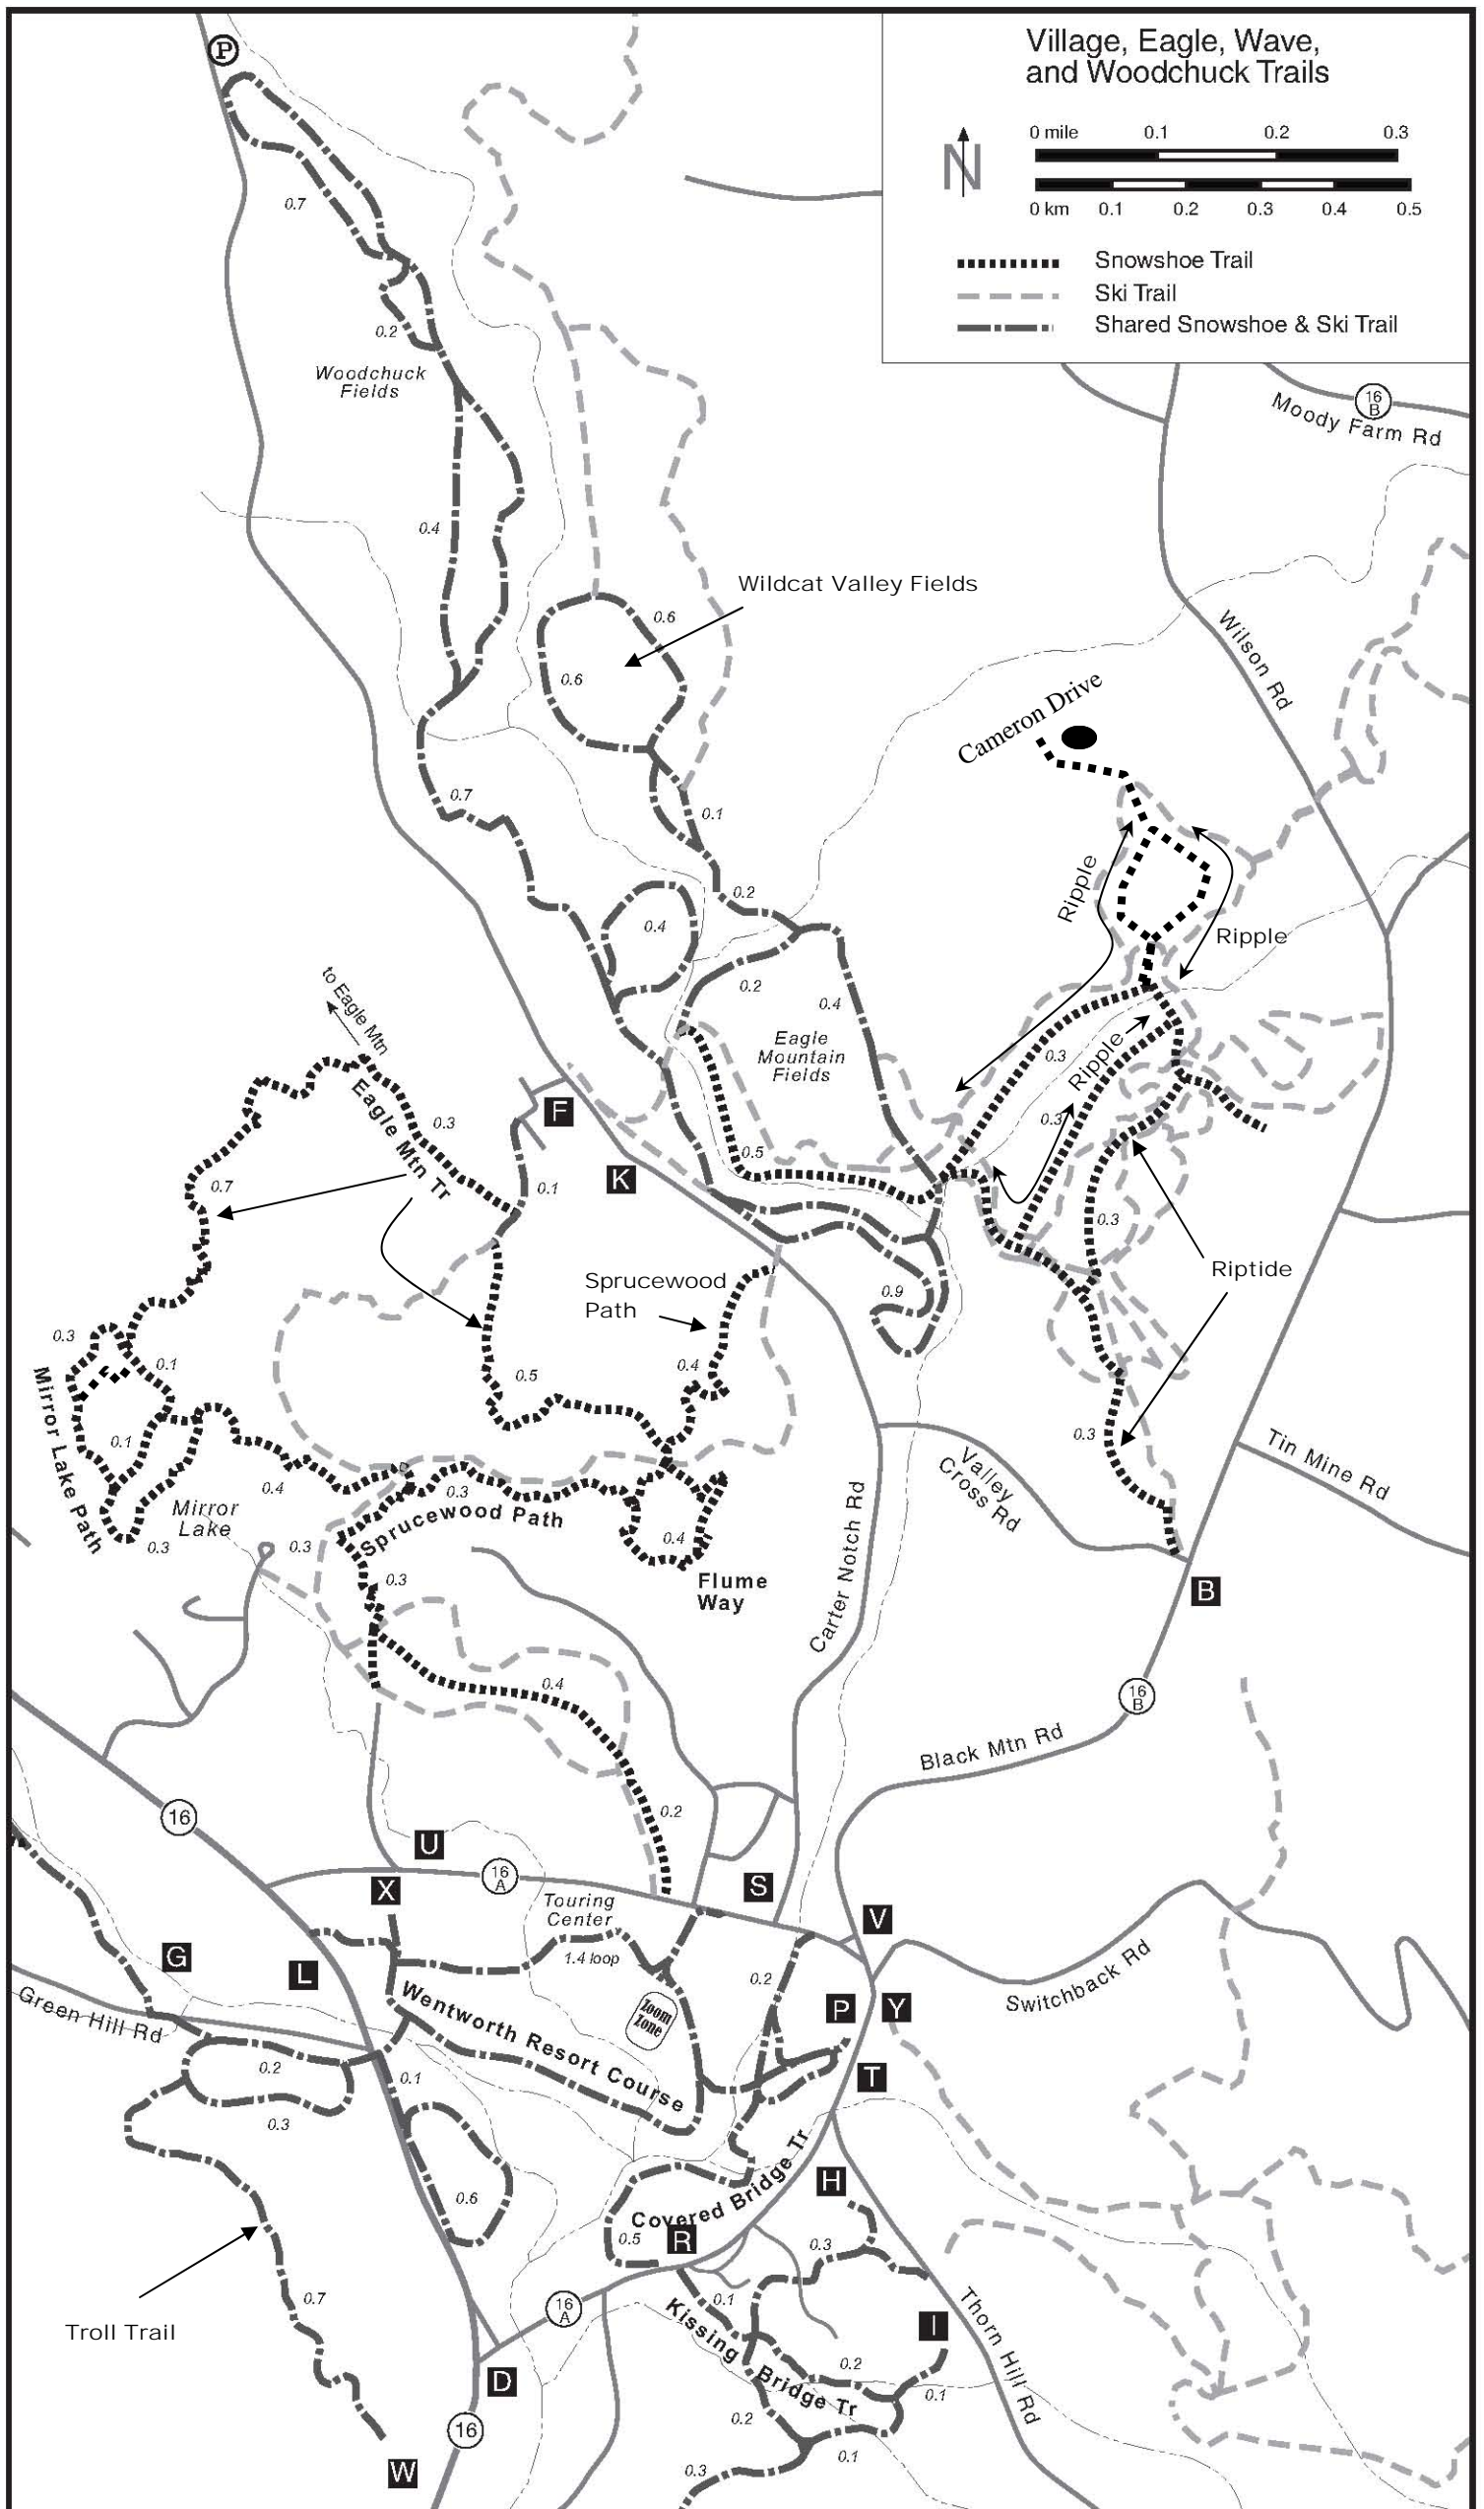 Village, Eagle, Wave,
and Woodchuck Trails
0 mile 0.1 0.2 0.3
N
0 km 0.1 0.2 0.3 0.4 0.5
Snowshoe Trail
Ski Trail
Shared Snowshoe & Ski Trail
P
0.7
0.2
Woodchuck
Fields
16
B
Moody Farm Rd
0.4
Wildcat Valley Fields
0.6
0.6
Wilson Rd
Cameron Drive
0.7
0.1
0.2
Ripple
Ripple
0.4
0.2
0.4
to Eagle Mtn
Eagle
Mountain
Fields
0.3
Ripple
0.3
Eagle Mtn Tr
0.3
F
K
0.5
0.7
0.1
0.3
Riptide
Sprucewood
Path
0.9
0.3
0.1
0.5
0.4
0.3
Mirror Lake Path
0.1
Valley
Cross Rd
Tin Mine Rd
0.4
0.3
Mirror
Lake
0.3
0.3
Sprucewood Path
0.4
Flume
Way
0.3
Carter Notch Rd
B
0.4
16
B
Black Mtn Rd
16
0.2
U
16
A
X
S
Touring
Center
V
G
L
1.4 loop
0.2
Switchback Rd
Green Hill Rd
Wentworth Resort Course
Zoom
Zone
P
Y
0.2
0.1
T
0.3
0.6
Covered Bridge Tr
H
0.5
R
0.3
0.7
0.1
Troll Trail
16
A
Kissing Bridge Tr
I
Thorn Hill Rd
D
0.2
0.1
0.2
16
0.1
W
0.3